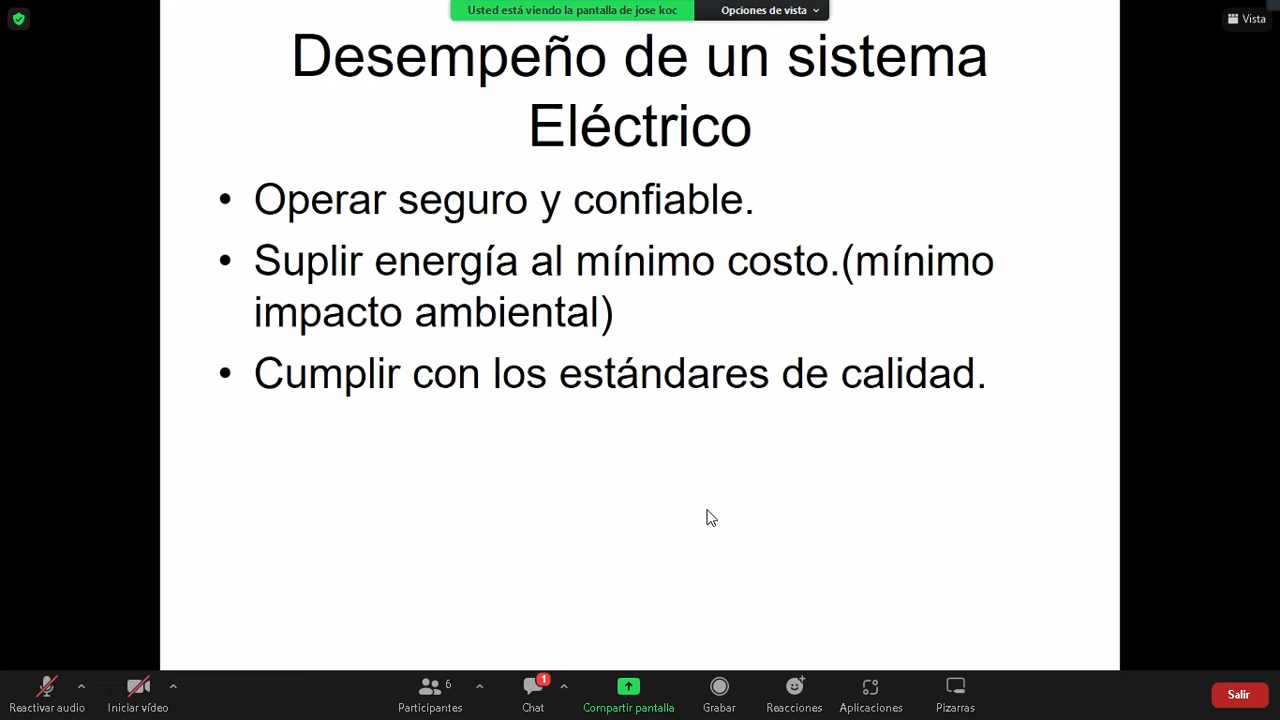 Usted está viendo la pantalla de jose koc
Opciones de vista
Vista
Desempeño de un sistema
Eléctrico
• Operar seguro y confiable.
• Suplir energía al mínimo costo.(mínimo
impacto ambiental)
• Cumplir con los estándares de calidad.
Reactivar audio
Iniciar vídeo
6
Participantes
1
Chat
Compartir pantalla
Grabar
Reacciones
Aplicaciones
Pizarras
Salir